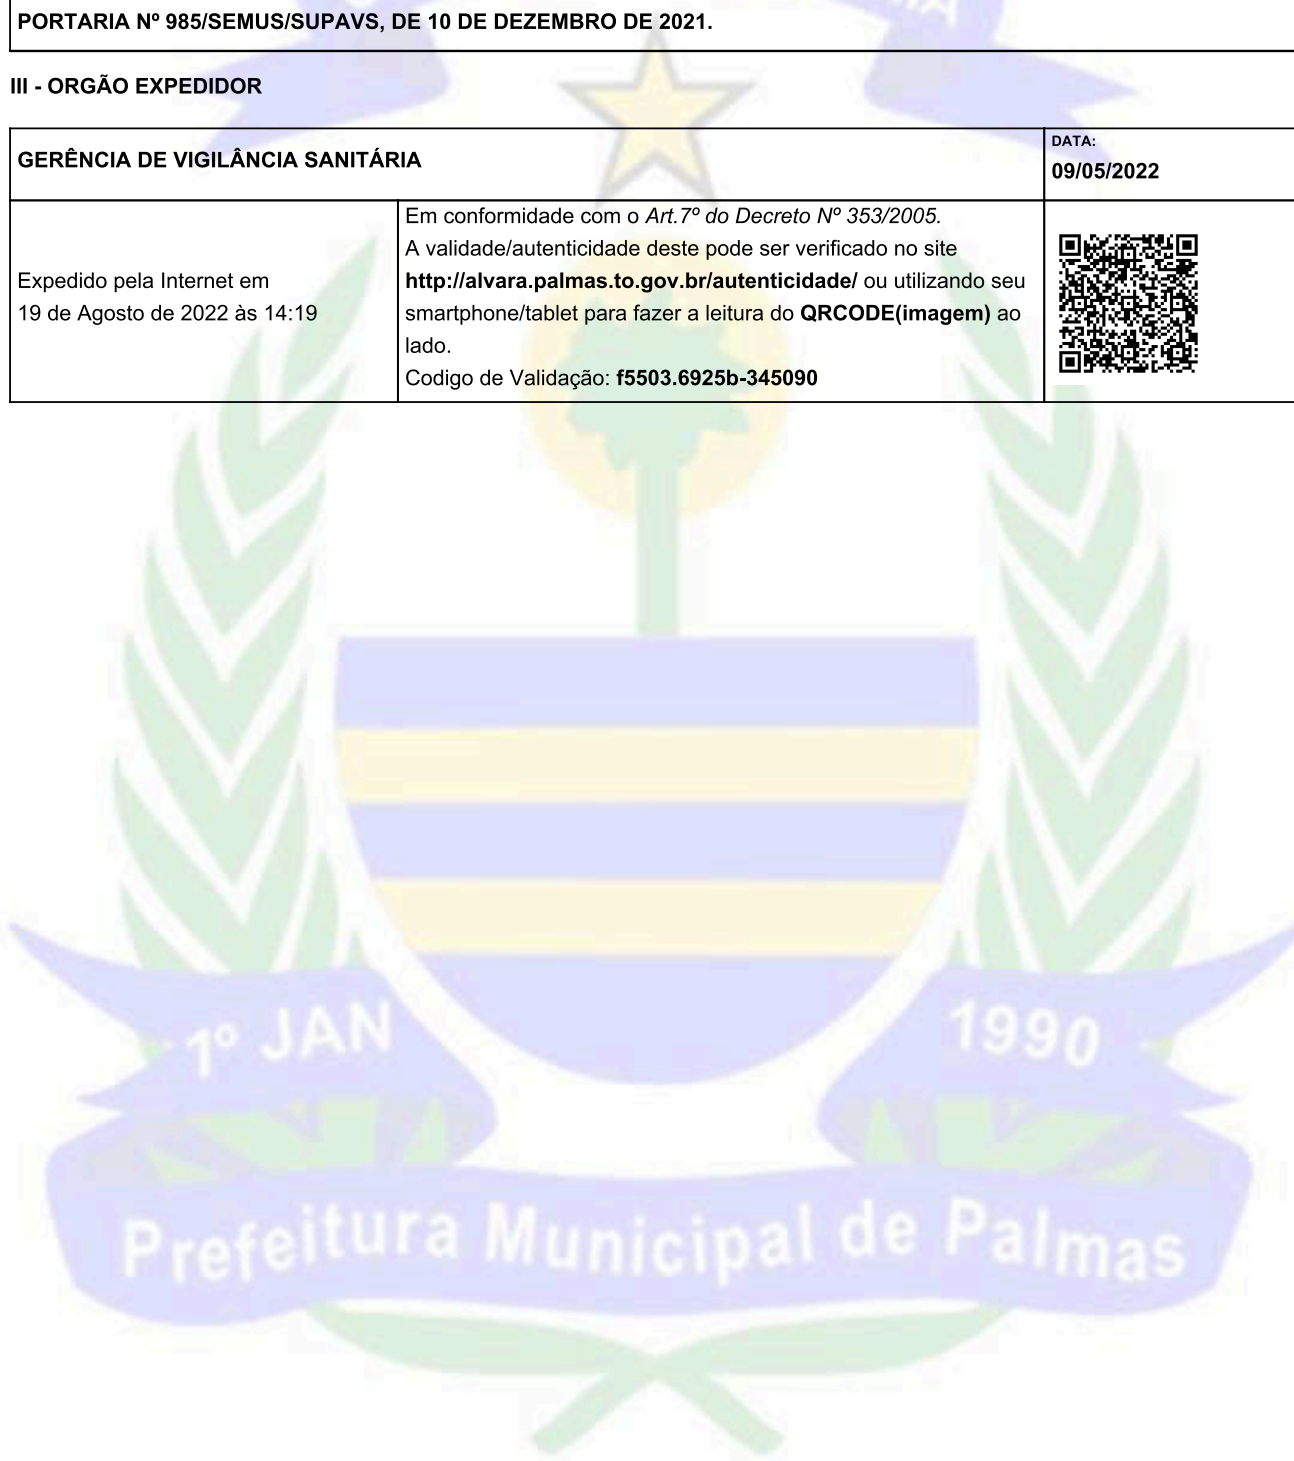 PORTARIA Nº 985/SEMUS/SUPAVS, DE 10 DE DEZEMBRO DE 2021.
III - ORGÃO EXPEDIDOR
GERÊNCIA DE VIGILÂNCIA SANITÁRIA
DATA:
09/05/2022
Expedido pela Internet em
19 de Agosto de 2022 às 14:19
Em conformidade com o Art.7º do Decreto Nº 353/2005.
A validade/autenticidade deste pode ser verificado no site
http://alvara.palmas.to.gov.br/autenticidade/ ou utilizando seu
smartphone/tablet para fazer a leitura do QRCODE(imagem) ao
lado.
Codigo de Validação: f5503.6925b-345090
1º JAN
1990
Prefeitura Municipal de Palmas